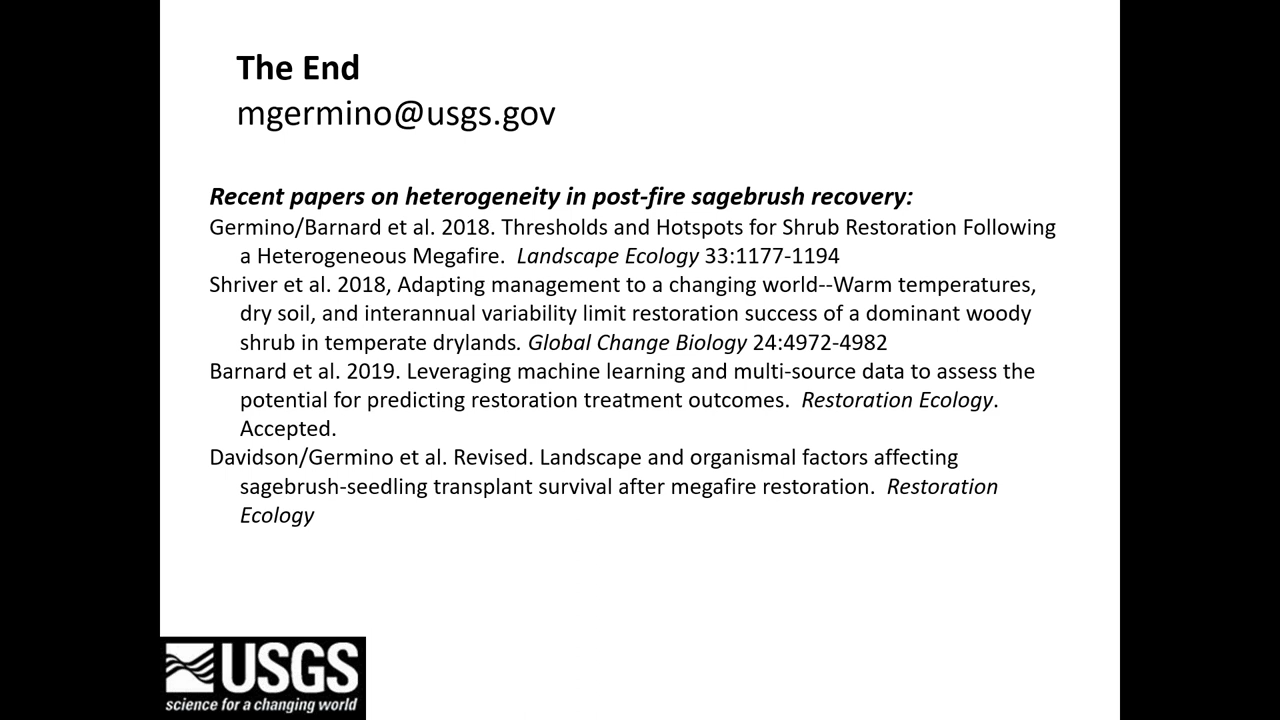 The End
mgermino@usgs.gov
Recent papers on heterogeneity in post-fire sagebrush recovery:
Germino/Barnard et al. 2018. Thresholds and Hotspots for Shrub Restoration Following
a Heterogeneous Megafire. Landscape Ecology 33:1177-1194
Shriver et al. 2018, Adapting management to a changing world--Warm temperatures,
dry soil, and interannual variability limit restoration success of a dominant woody
shrub in temperate drylands. Global Change Biology 24:4972-4982
Barnard et al. 2019. Leveraging machine learning and multi-source data to assess the
potential for predicting restoration treatment outcomes. Restoration Ecology.
Accepted.
Davidson/Germino et al. Revised. Landscape and organismal factors affecting
sagebrush-seedling transplant survival after megafire restoration. Restoration
Ecology
USGS
science for a changing world